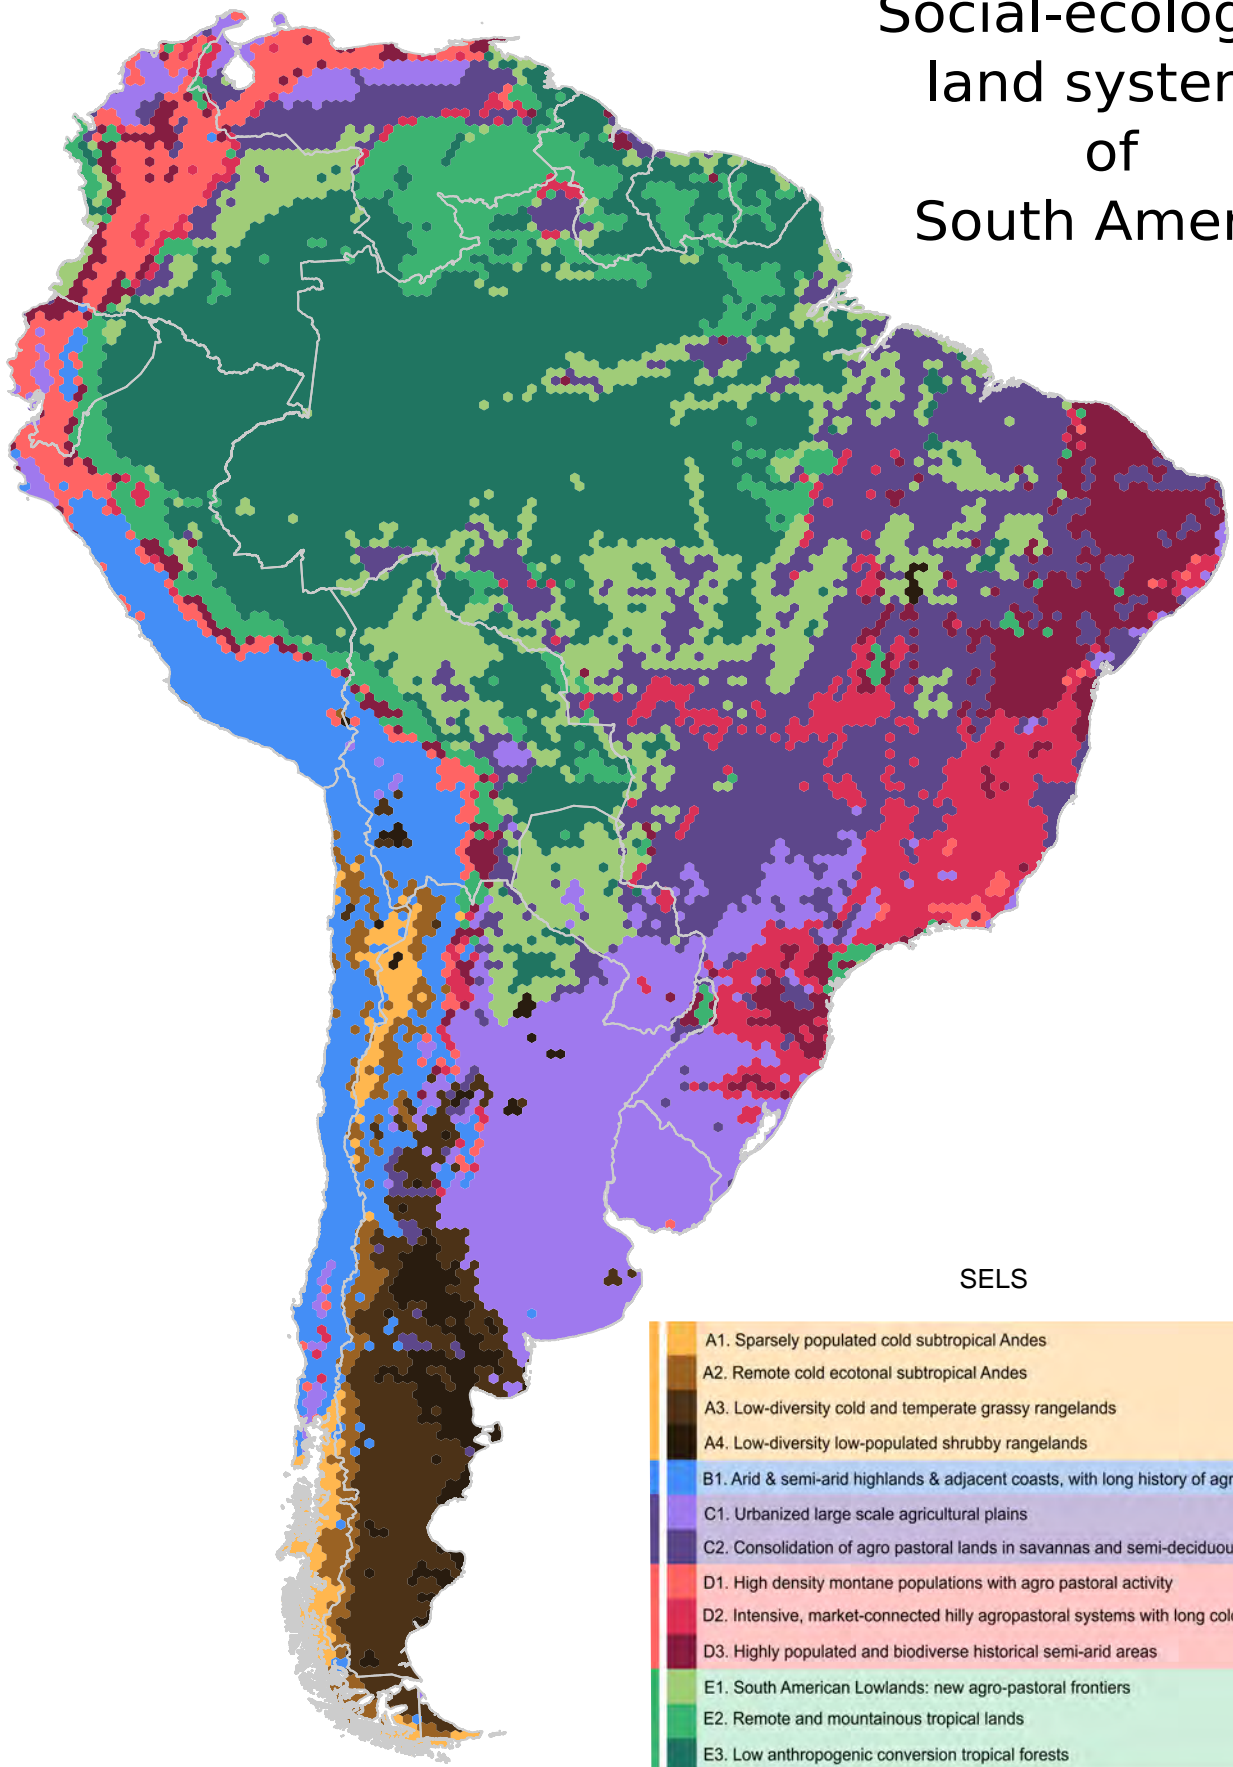 Social-ecolog
land system
of
South Amer
SELS
A1. Sparsely populated cold subtropical Andes
A2. Remote cold ecotonal subtropical Andes
A3. Low-diversity cold and temperate grassy rangelands
A4. Low-diversity low-populated shrubby rangelands
B1. Arid & semi-arid highlands & adjacent coasts, with long history of agr
C1. Urbanized large scale agricultural plains
C2. Consolidation of agro pastoral lands in savannas and semi-deciduou
D1. High density montane populations with agro pastoral activity
D2. Intensive, market-connected hilly agropastoral systems with long colo
D3. Highly populated and biodiverse historical semi-arid areas
E1. South American Lowlands: new agro-pastoral frontiers
E2. Remote and mountainous tropical lands
E3. Low anthropogenic conversion tropical forests